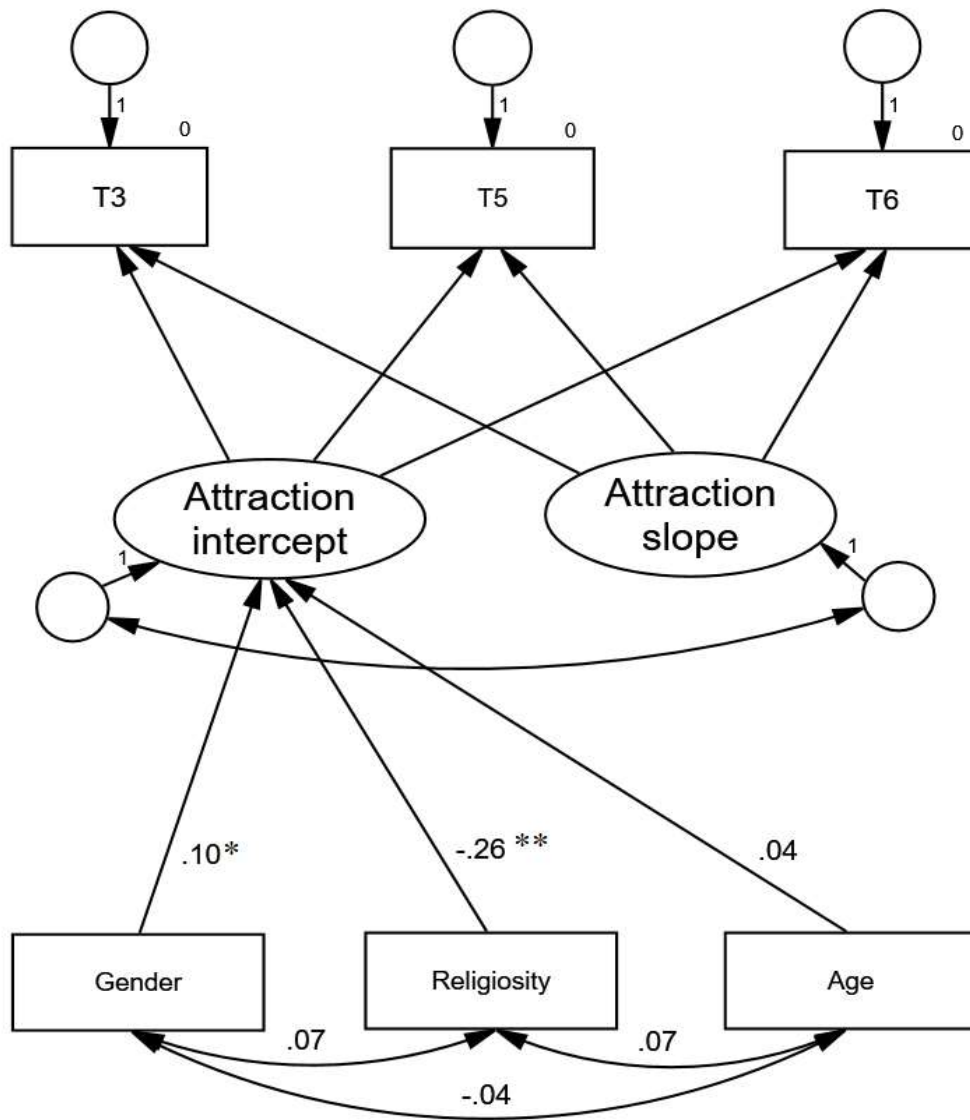 1
0
1
0
1
0
T3
T5
T6
Attraction
intercept
Attraction
slope
1
1
.10*
-.26 **
.04
Gender
Religiosity
Age
.07
.07
-.04